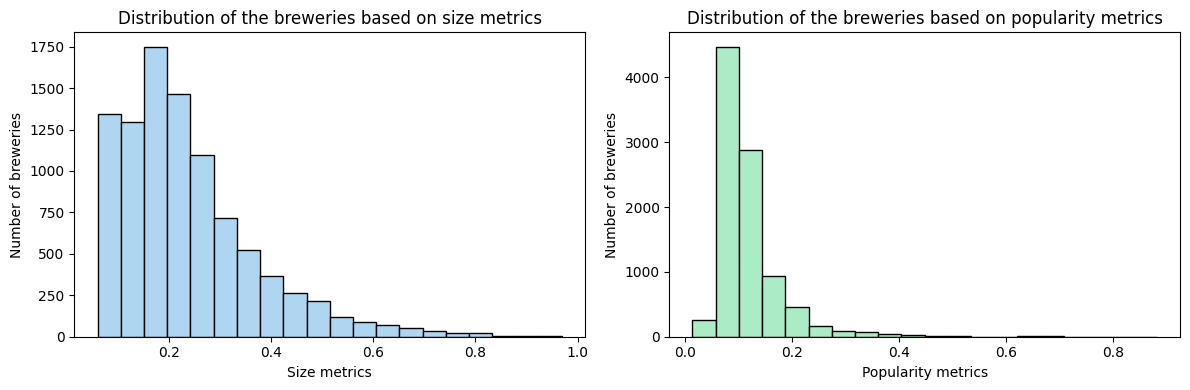 Distribution of the breweries based on size metrics
1750
1500
1250
1000
750
500
250
0
Number of breweries
0.2 0.4 0.6 0.8 1.0
Size metrics
Distribution of the breweries based on popularity metrics
4000
3000
2000
1000
0
Number of breweries
0.0 0.2 0.4 0.6 0.8
Popularity metrics